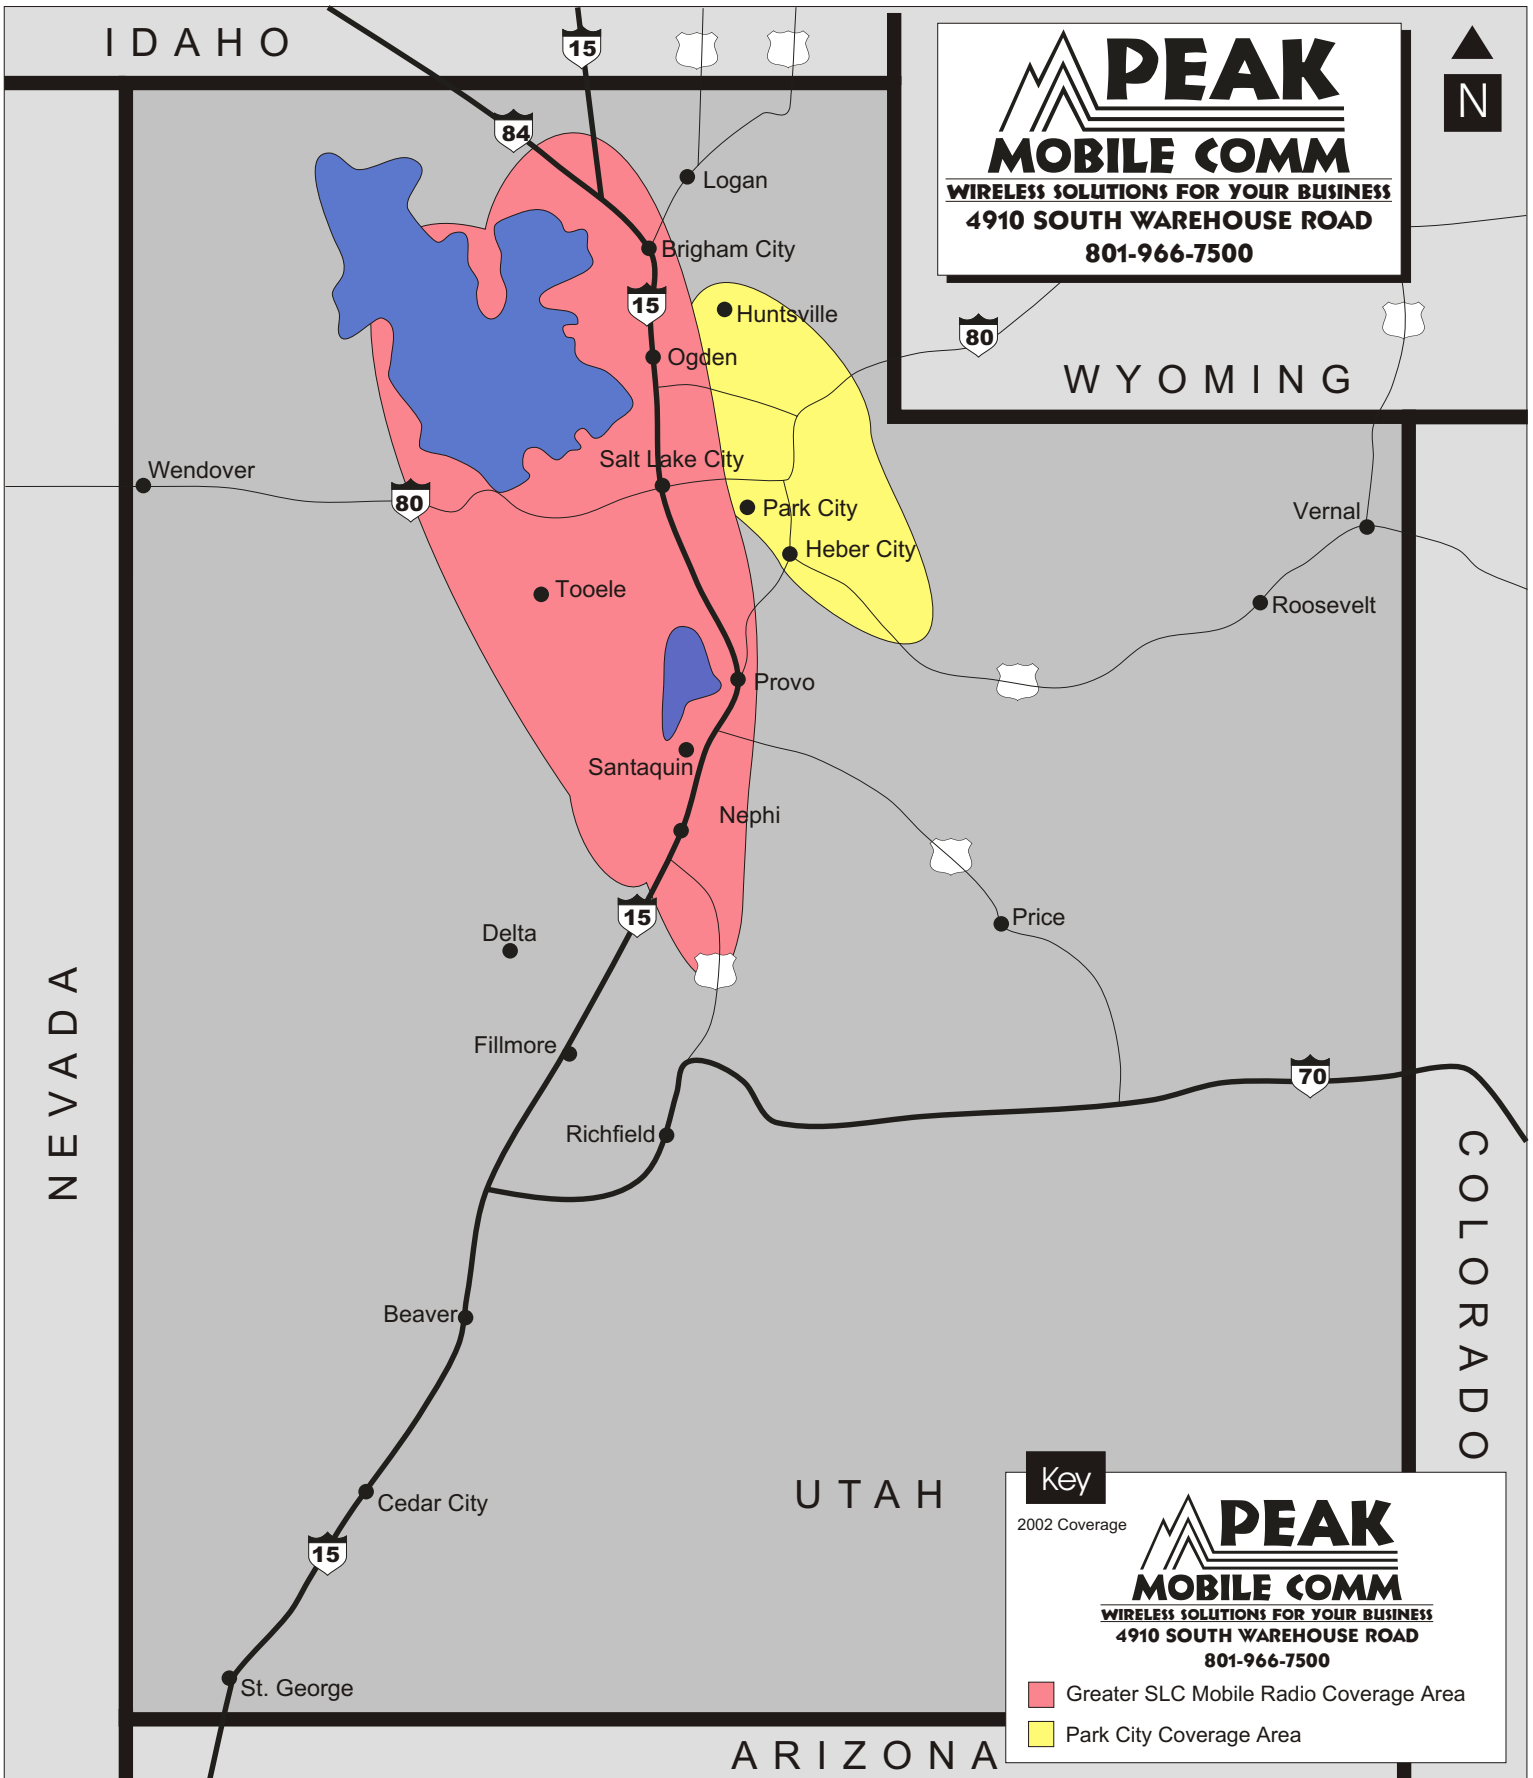 IDAHO
15
84
PEAK
MOBILE COMM
WIRELESS SOLUTIONS FOR YOUR BUSINESS
4910 SOUTH WAREHOUSE ROAD
801-966-7500
N
Logan
Brigham City
15
Huntsville
80
Ogden
WYOMING
Salt Lake City
Wendover
80
Park City
Vernal
Heber City
Tooele
Roosevelt
Provo
Santaquin
Nephi
15
Price
Delta
NEVADA
Fillmore
70
Richfield
COLORADO
Beaver
Cedar City
UTAH
15
St. George
ARIZONA
Key
2002 Coverage
PEAK
MOBILE COMM
WIRELESS SOLUTIONS FOR YOUR BUSINESS
4910 SOUTH WAREHOUSE ROAD
801-966-7500
Greater SLC Mobile Radio Coverage Area
Park City Coverage Area